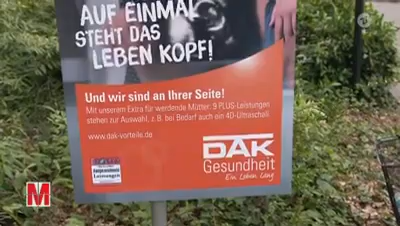 AUF EINMAL
STEHT DAS
LEBEN KOPF!
Und wir sind an Ihrer Seite!
Mit unserem Extra für werdende Mütter: 9 PLUS-Leistungen
stehen zur Auswahl, z.B. bei Bedarf auch ein 4D-Ultraschall.
www.dak-vorteile.de
DAK
Gesundheit
Ein Leben lang
M